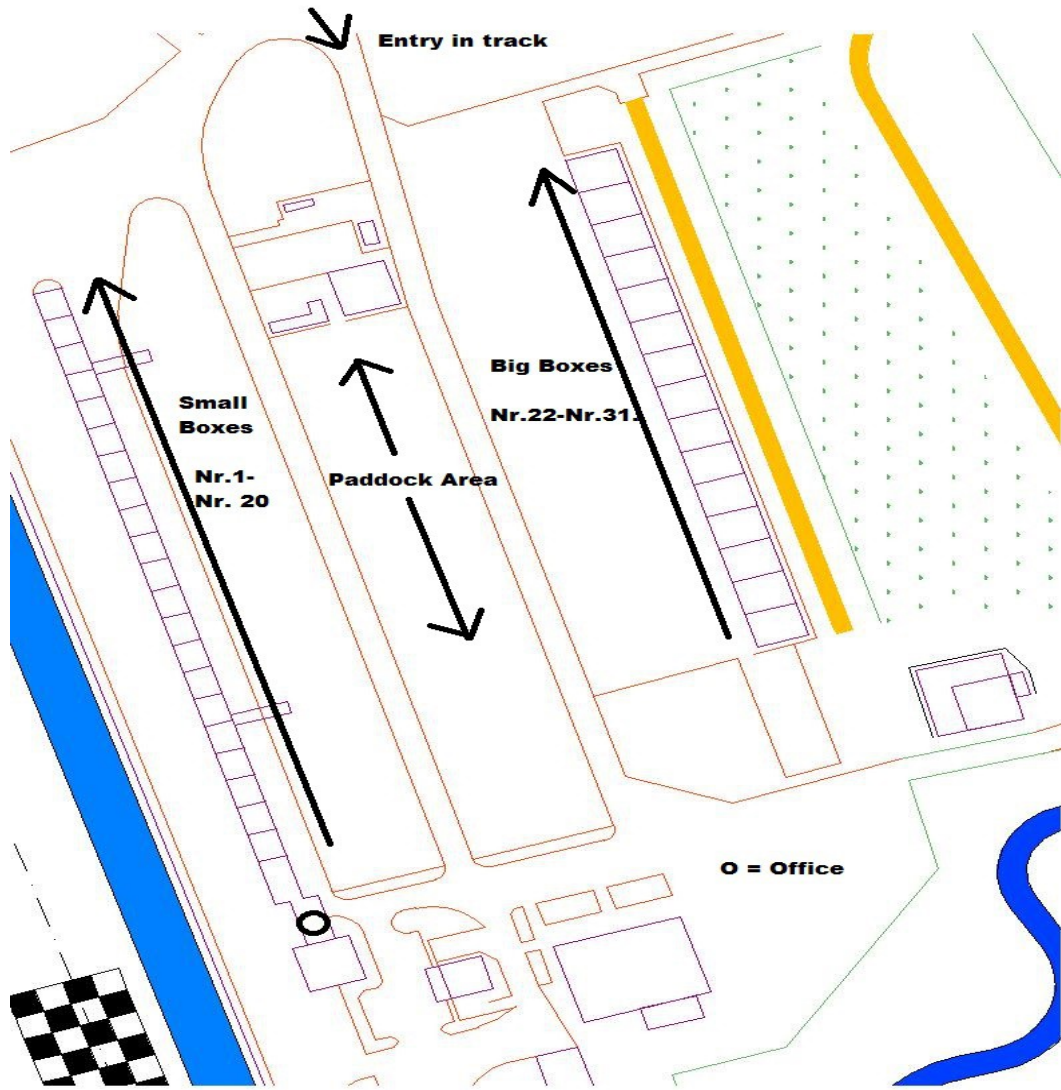 Entry in track
Big Boxes
Nr.22-Nr.31.
Small
Boxes
Nr.1-
Nr. 20
Paddock Area
O = Office